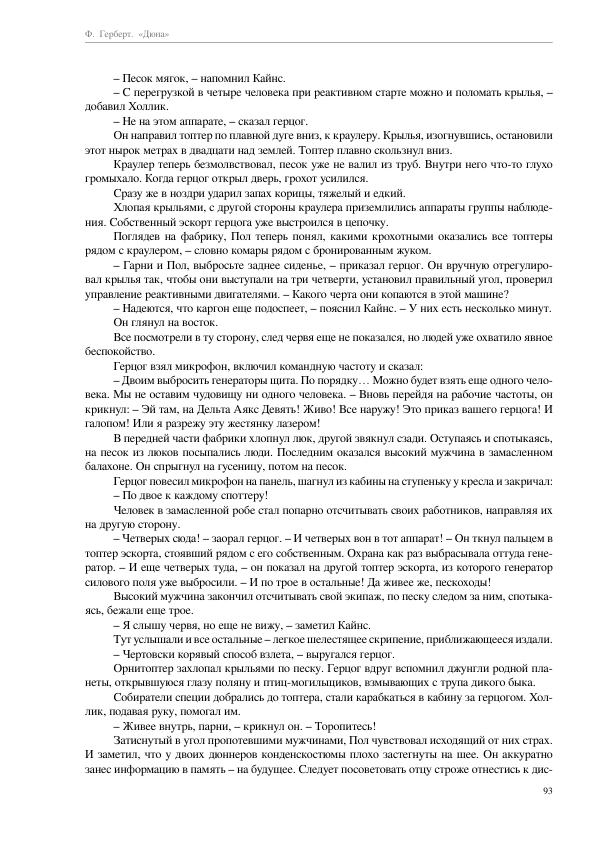 Ф. Герберт. «Дюна»
– Песок мягок, – напомнил Кайнс.
– С перегрузкой в четыре человека при реактивном старте можно и поломать крылья, –
добавил Холлик.
– Не на этом аппарате, – сказал герцог.
Он направил топтер по плавной дуге вниз, к краулеру. Крылья, изогнувшись, остановили
этот нырок метрах в двадцати над землей. Топтер плавно скользнул вниз.
Краулер теперь безмолвствовал, песок уже не валил из труб. Внутри него что-то глухо
громыхало. Когда герцог открыл дверь, грохот усилился.
Сразу же в ноздри ударил запах корицы, тяжелый и едкий.
Хлопая крыльями, с другой стороны краулера приземлились аппараты группы наблюде-
ния. Собственный эскорт герцога уже выстроился в цепочку.
Поглядев на фабрику, Пол теперь понял, какими крохотными оказались все топтеры
рядом с краулером, – словно комары рядом с бронированным жуком.
– Гарни и Пол, выбросьте заднее сиденье, – приказал герцог. Он вручную отрегулиро-
вал крылья так, чтобы они выступали на три четверти, установил правильный угол, проверил
управление реактивными двигателями. – Какого черта они копаются в этой машине?
– Надеются, что каргон еще подоспеет, – пояснил Кайнс. – У них есть несколько минут.
Он глянул на восток.
Все посмотрели в ту сторону, след червя еще не показался, но людей уже охватило явное
беспокойство.
Герцог взял микрофон, включил командную частоту и сказал:
– Двоим выбросить генераторы щита. По порядку… Можно будет взять еще одного чело-
века. Мы не оставим чудовищу ни одного человека. – Вновь перейдя на рабочие частоты, он
крикнул: – Эй там, на Дельта Аякс Девять! Живо! Все наружу! Это приказ вашего герцога! И
галопом! Или я разрежу эту жестянку лазером!
В передней части фабрики хлопнул люк, другой звякнул сзади. Оступаясь и спотыкаясь,
на песок из люков посыпались люди. Последним оказался высокий мужчина в замасленном
балахоне. Он спрыгнул на гусеницу, потом на песок.
Герцог повесил микрофон на панель, шагнул из кабины на ступеньку у кресла и закричал:
– По двое к каждому споттеру!
Человек в замасленной робе стал попарно отсчитывать своих работников, направляя их
на другую сторону.
– Четверых сюда! – заорал герцог. – И четверых вон в тот аппарат! – Он ткнул пальцем в
топтер эскорта, стоявший рядом с его собственным. Охрана как раз выбрасывала оттуда гене-
ратор. – И еще четверых туда, – он показал на другой топтер эскорта, из которого генератор
силового поля уже выбросили. – И по трое в остальные! Да живее же, пескоходы!
Высокий мужчина закончил отсчитывать свой экипаж, по песку следом за ним, спотыка-
ясь, бежали еще трое.
– Я слышу червя, но еще не вижу, – заметил Кайнс.
Тут услышали и все остальные – легкое шелестящее скрипение, приближающееся издали.
– Чертовски корявый способ взлета, – выругался герцог.
Орнитоптер захлопал крыльями по песку. Герцог вдруг вспомнил джунгли родной пла-
неты, открывшуюся глазу поляну и птиц-могильщиков, взмывающих с трупа дикого быка.
Собиратели специи добрались до топтера, стали карабкаться в кабину за герцогом. Хол-
лик, подавая руку, помогал им.
– Живее внутрь, парни, – крикнул он. – Торопитесь!
Затиснутый в угол пропотевшими мужчинами, Пол чувствовал исходящий от них страх.
И заметил, что у двоих дюннеров конденскостюмы плохо застегнуты на шее. Он аккуратно
занес информацию в память – на будущее. Следует посоветовать отцу строже отнестись к дис-
93